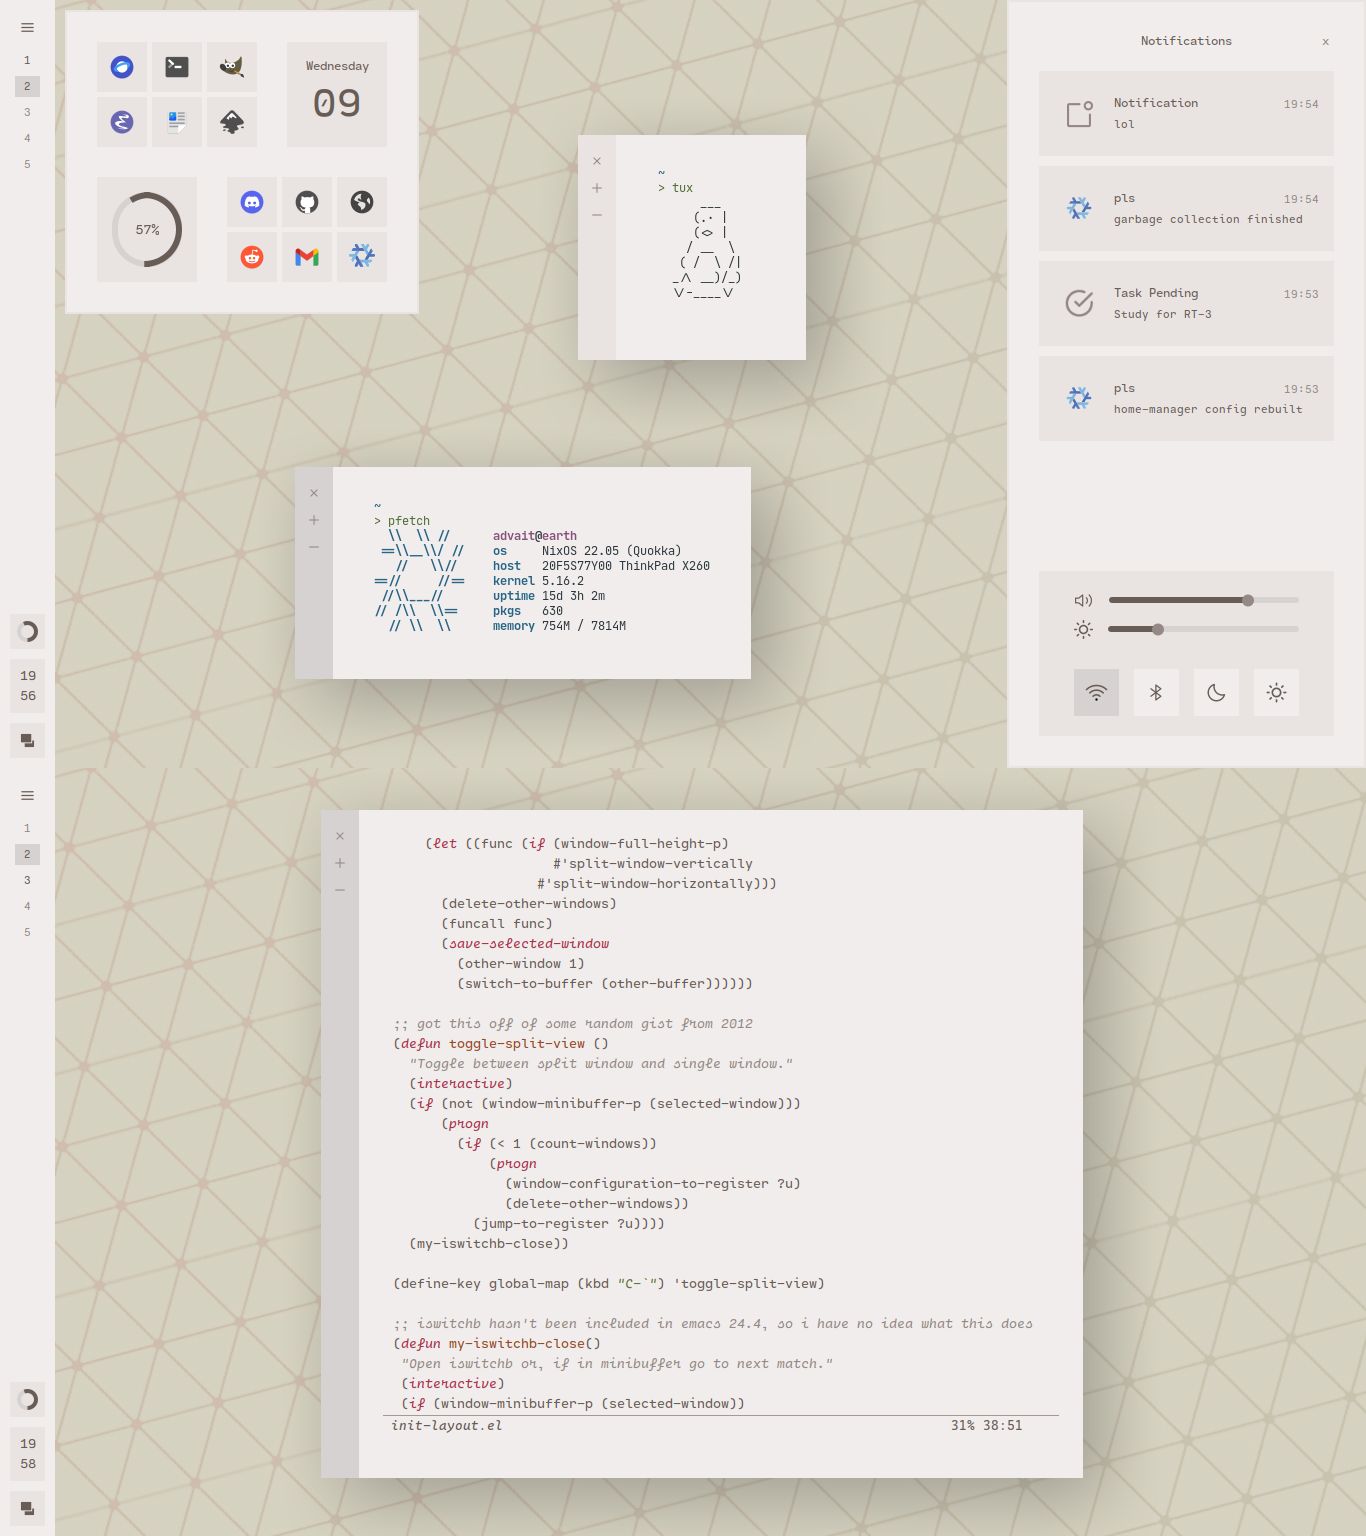 1
2
3
4
5
19
56
Wednesday
09
57%
~
> tux
___
(.· |
(<> |
/ __ \
( / \ /|
_/\ __)/_)
\/-____\/
~
> pfetch
\\ \\ //
==\\__\\/ //
// \\//
==// //==
//\\___//
// /\\ \\==
// \\ \\
advait@earth
os NixOS 22.05 (Quokka)
host 20F5S77Y00 ThinkPad X260
kernel 5.16.2
uptime 15d 3h 2m
pkgs 630
memory 754M / 7814M
Notifications x
Notification 19:54
lol
pls 19:54
garbage collection finished
Task Pending 19:53
Study for RT-3
pls 19:53
home-manager config rebuilt
1
2
3
4
5
19
58
(let ((func (if (window-full-height-p)
#'split-window-vertically
#'split-window-horizontally)))
(delete-other-windows)
(funcall func)
(save-selected-window
(other-window 1)
(switch-to-buffer (other-buffer))))))
;; got this off of some random gist from 2012
(defun toggle-split-view ()
"Toggle between split window and single window."
(interactive)
(if (not (window-minibuffer-p (selected-window)))
(progn
(if (< 1 (count-windows))
(progn
(window-configuration-to-register ?u)
(delete-other-windows))
(jump-to-register ?u))))
(my-iswitchb-close))
(define-key global-map (kbd "C-`") 'toggle-split-view)
;; iswitchb hasn't been included in emacs 24.4, so i have no idea what this does
(defun my-iswitchb-close()
"Open iswitchb or, if in minibuffer go to next match."
(interactive)
(if (window-minibuffer-p (selected-window))
init-layout.el 31% 38:51